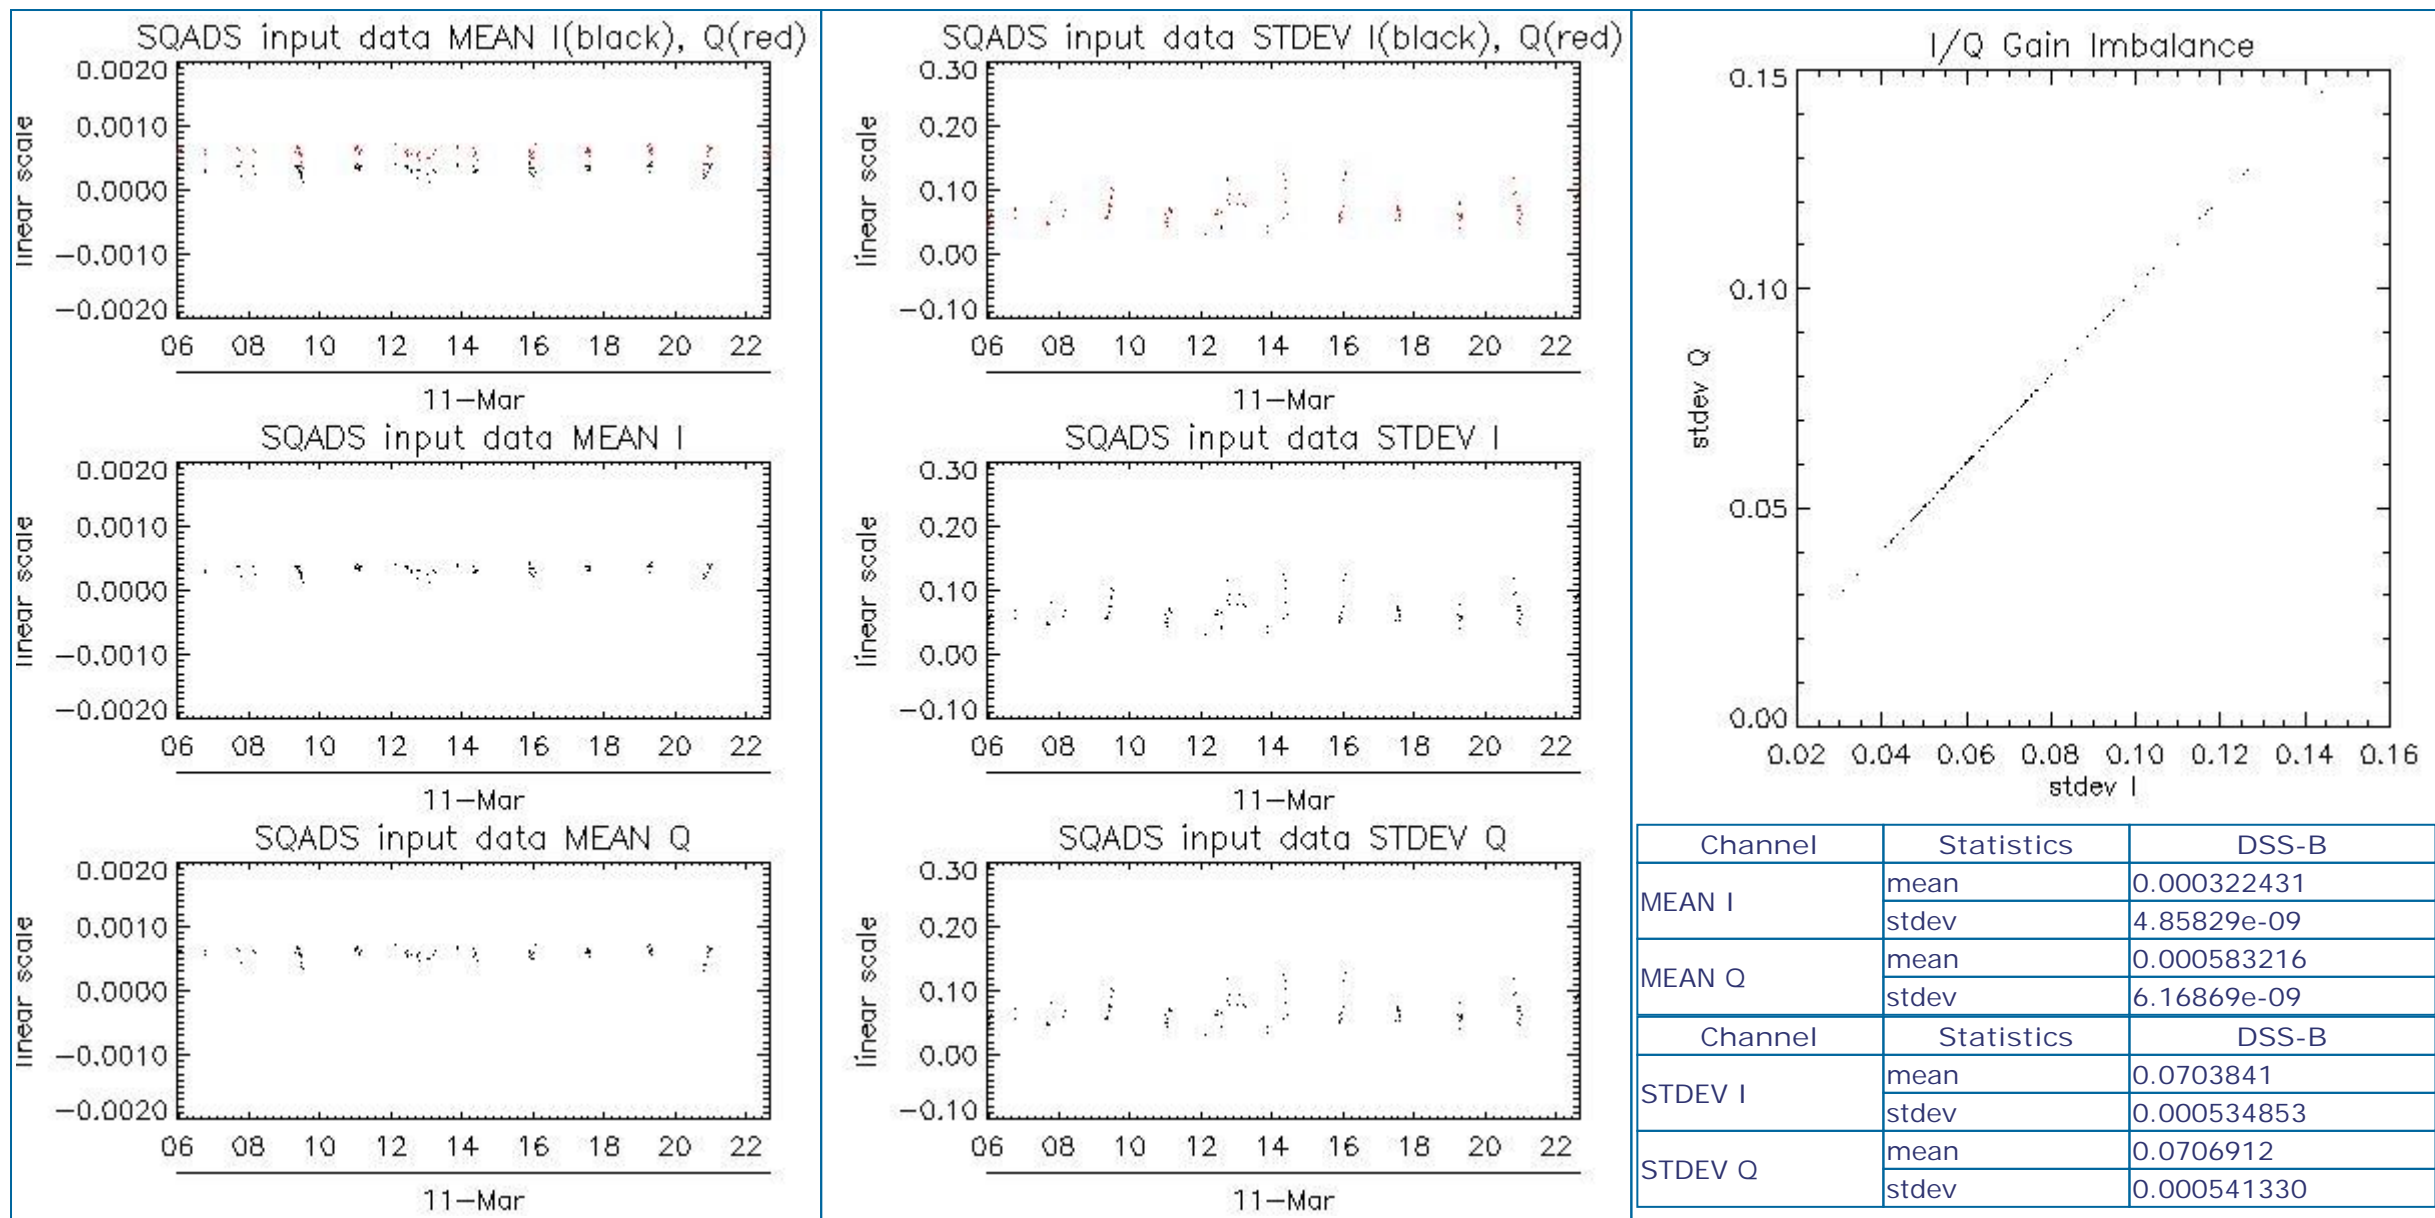 SQADS input data MEAN I(black), Q(red)
linear scale
0.0020
0.0010
0.0000
-0.0010
-0.0020
06 08 10 12 14 16 18 20 22
11-Mar
SQADS input data MEAN I
linear scale
0.0020
0.0010
0.0000
-0.0010
-0.0020
06 08 10 12 14 16 18 20 22
11-Mar
SQADS input data MEAN Q
linear scale
0.0020
0.0010
0.0000
-0.0010
-0.0020
06 08 10 12 14 16 18 20 22
11-Mar
SQADS input data STDEV I(black), Q(red)
linear scale
0.30
0.20
0.10
0.00
-0.10
06 08 10 12 14 16 18 20 22
11-Mar
SQADS input data STDEV I
linear scale
0.30
0.20
0.10
0.00
-0.10
06 08 10 12 14 16 18 20 22
11-Mar
SQADS input data STDEV Q
linear scale
0.30
0.20
0.10
0.00
-0.10
06 08 10 12 14 16 18 20 22
11-Mar
I/Q Gain Imbalance
stdev Q
0.15
0.10
0.05
0.00
0.02 0.04 0.06 0.08 0.10 0.12 0.14 0.16
stdev I
Channel Statistics DSS-B
MEAN I mean 0.000322431
stdev 4.85829e-09
MEAN Q mean 0.000583216
stdev 6.16869e-09
Channel Statistics DSS-B
STDEV I mean 0.0703841
stdev 0.000534853
STDEV Q mean 0.0706912
stdev 0.000541330